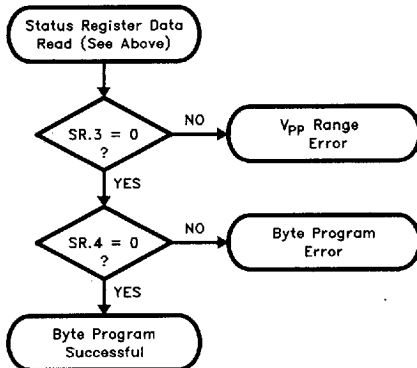 Status Register Data
Read (See Above)
SR.3 = 0
?
NO
VPP Range
Error
YES
SR.4 = 0
?
NO
Byte Program
Error
YES
Byte Program
Successful